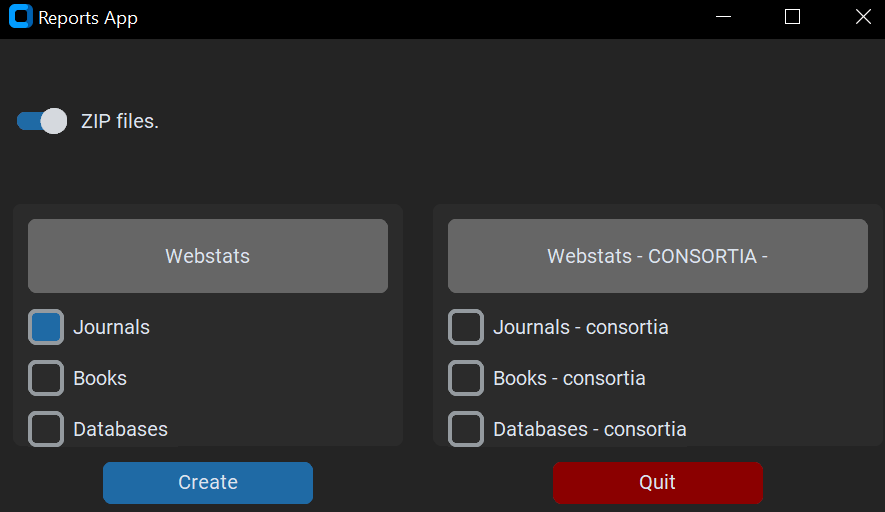 Reports App
ZIP files.
Webstats
Journals
Books
Databases
Webstats - CONSORTIA -
Journals - consortia
Books - consortia
Databases - consortia
Create
Quit